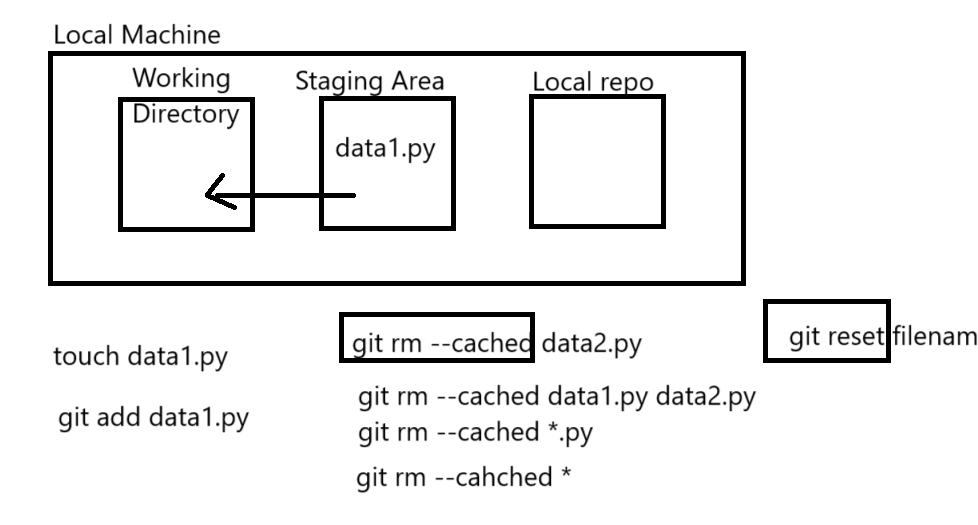 Local Machine
Working
Directory
Staging Area
Local repo
data1.py
touch data1.py
git add data1.py
git rm --cached data2.py
git rm --cached data1.py data2.py
git rm --cached *.py
git rm --cahched *
git reset filenam